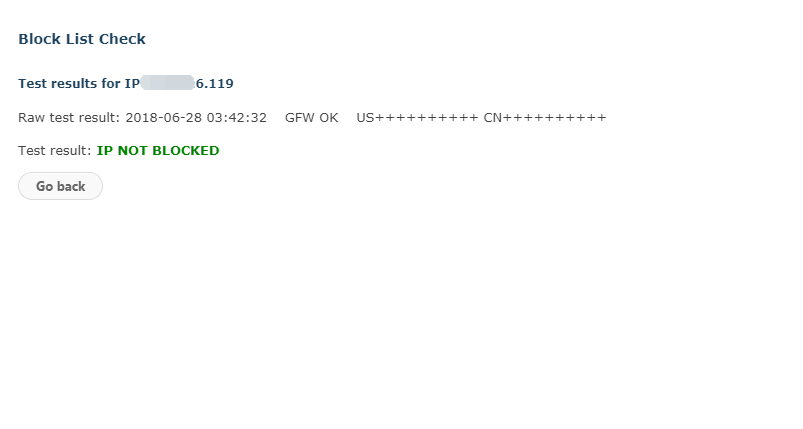 Block List Check
Test results for IP 6.119
Raw test result: 2018-06-28 03:42:32 GFW OK US++++++++++ CN++++++++++
Test result: IP NOT BLOCKED
Go back